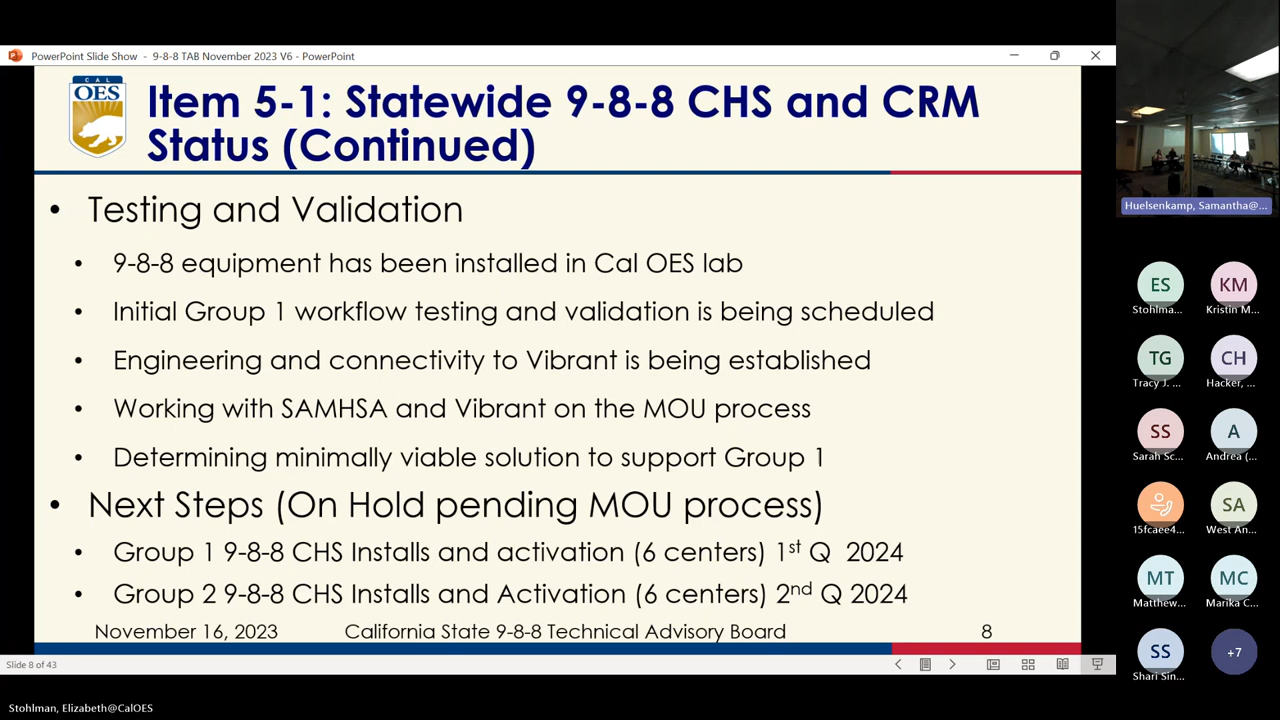 PowerPoint Slide Show - 9-8-8 TAB November 2023 V6 - PowerPoint
CAL
OES
Item 5-1: Statewide 9-8-8 CHS and CRM
Status (Continued)
• Testing and Validation
• 9-8-8 equipment has been installed in Cal OES lab
• Initial Group 1 workflow testing and validation is being scheduled
• Engineering and connectivity to Vibrant is being established
• Working with SAMHSA and Vibrant on the MOU process
• Determining minimally viable solution to support Group 1
• Next Steps (On Hold pending MOU process)
• Group 1 9-8-8 CHS Installs and activation (6 centers) 1st Q 2024
• Group 2 9-8-8 CHS Installs and Activation (6 centers) 2nd Q 2024
November 16, 2023 California State 9-8-8 Technical Advisory Board 8
Slide 8 of 43
Stohlman, Elizabeth@CalOES
Huelsenkamp, Samantha@...
ES KM
Stohlma... Kristin M...
TG CH
Tracy J. ... Hacker, ...
SS A
Sarah Sc... Andrea (...
SA
15fcaee4... West An...
MT MC
Matthew... Marika C...
SS +7
Shari Sin...